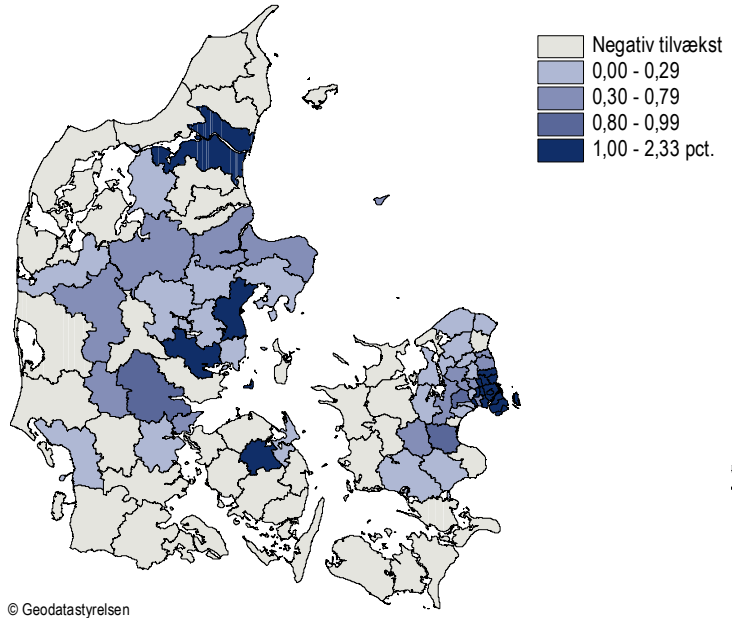 Negativ tilvækst
0,00 - 0,29
0,30 - 0,79
0,80 - 0,99
1,00 - 2,33 pct.
© Geodatastyrelsen